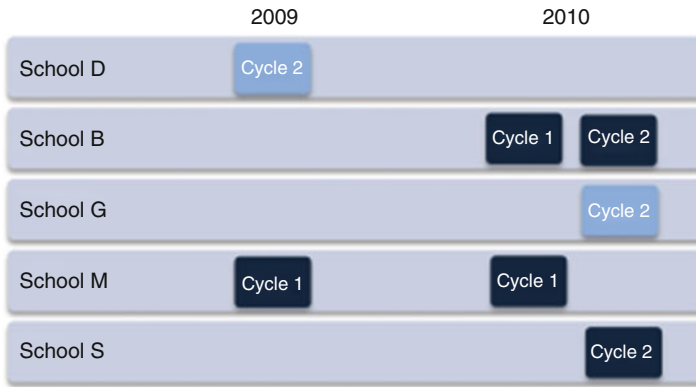 2009 2010
School D Cycle 2
School B Cycle 1 Cycle 2
School G Cycle 2
School M Cycle 1 Cycle 1
School S Cycle 2